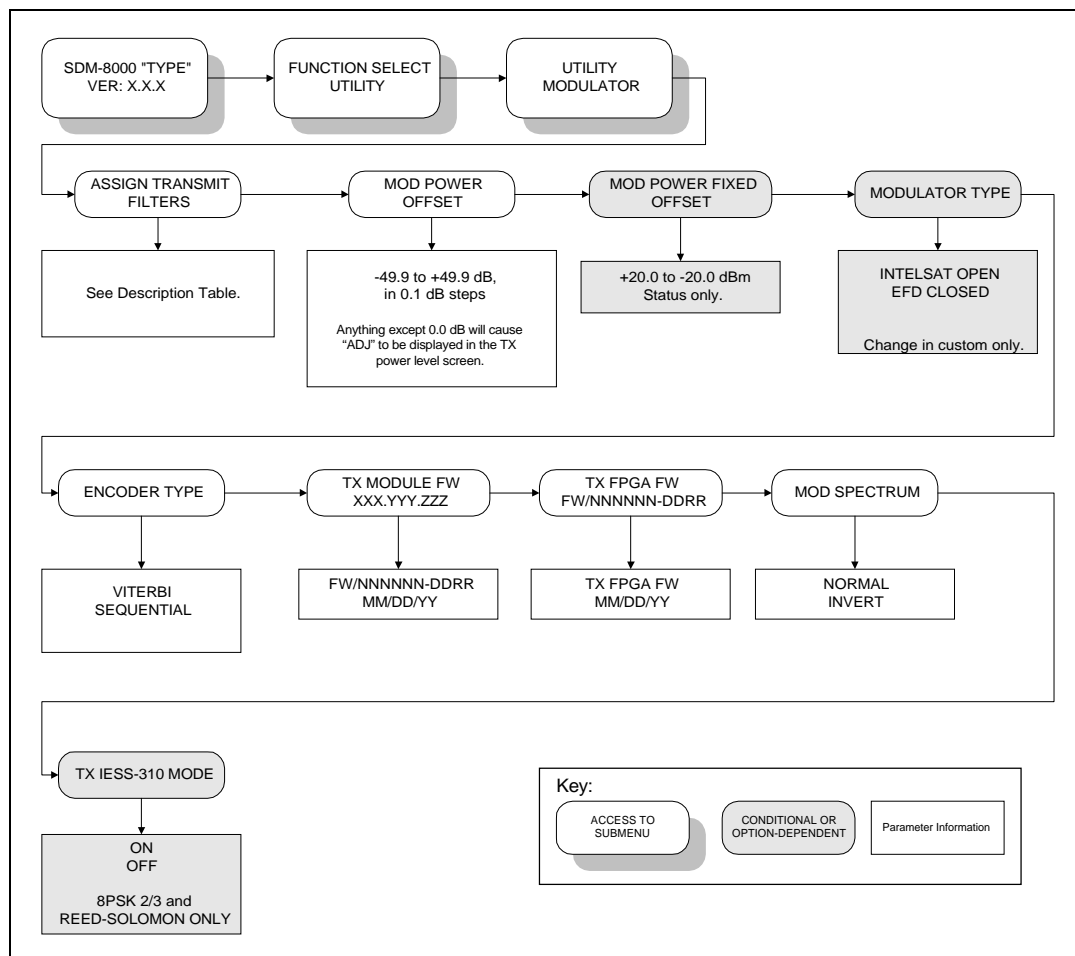 SDM-8000 "TYPE"
VER: X.X.X
FUNCTION SELECT
UTILITY
UTILITY
MODULATOR
ASSIGN TRANSMIT
FILTERS
MOD POWER
OFFSET
MOD POWER FIXED
OFFSET
MODULATOR TYPE
See Description Table.
-49.9 to +49.9 dB,
in 0.1 dB steps
Anything except 0.0 dB will cause
“ADJ” to be displayed in the TX
power level screen.
+20.0 to -20.0 dBm
Status only.
INTELSAT OPEN
EFD CLOSED
Change in custom only.
ENCODER TYPE
TX MODULE FW
XXX.YYY.ZZZ
TX FPGA FW
FW/NNNNNN-DDRR
MOD SPECTRUM
VITERBI
SEQUENTIAL
FW/NNNNNN-DDRR
MM/DD/YY
TX FPGA FW
MM/DD/YY
NORMAL
INVERT
TX IESS-310 MODE
ON
OFF
8PSK 2/3 and
REED-SOLOMON ONLY
Key:
ACCESS TO
SUBMENU
CONDITIONAL OR
OPTION-DEPENDENT
Parameter Information